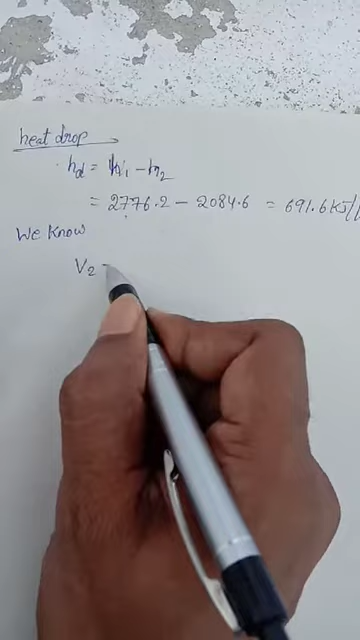 heat drop
hd = h1 - h2
= 2776.2 - 2084.6 = 691.6 kJ/
We know
V2 -